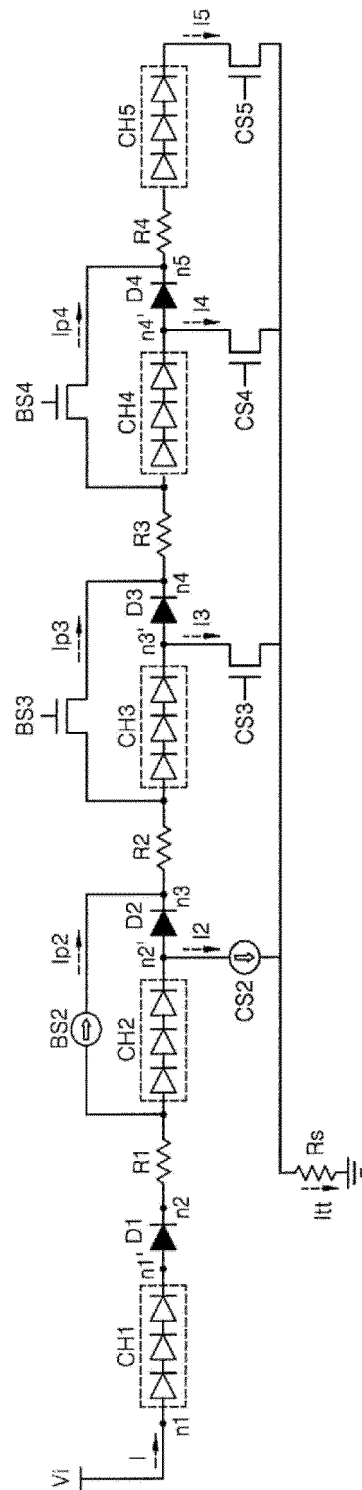 Vi
I
n1
CH1
n1'
D1
n2
R1
BS2
Ip2
CH2
n2'
D2
n3
I2
CS2
R2
BS3
Ip3
CH3
n3'
D3
n4
I3
CS3
R3
BS4
Ip4
CH4
n4'
D4
n5
I4
CS4
R4
CH5
I5
CS5
Itt
Rs